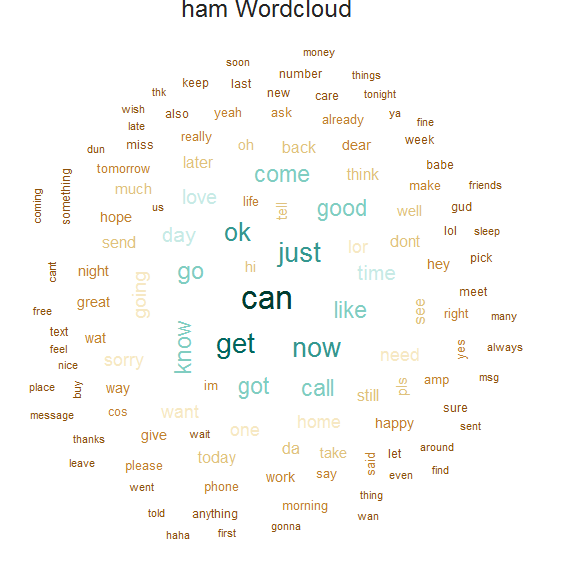 ham Wordcloud
money
soon
number
things
keep
last
thk
new
care
tonight
wish
also
yeah
ask
already
ya
fine
late
really
oh
back
dear
week
miss
dun
tomorrow
later
come
think
babe
much
love
life
tell
good
well
make
friends
coming
something
us
hope
gud
send
day
ok
just
lor
dont
lol
sleep
cant
night
go
hi
time
hey
pick
free
great
going
can
like
see
right
meet
many
text
wat
know
get
now
need
yes
always
feel
nice
sorry
place
buy
way
im
got
call
still
pls
amp
msg
message
cos
want
one
home
happy
sure
sent
thanks
give
wait
da
take
said
let
around
leave
please
today
work
say
even
find
went
phone
morning
thing
told
anything
wan
haha
first
gonna